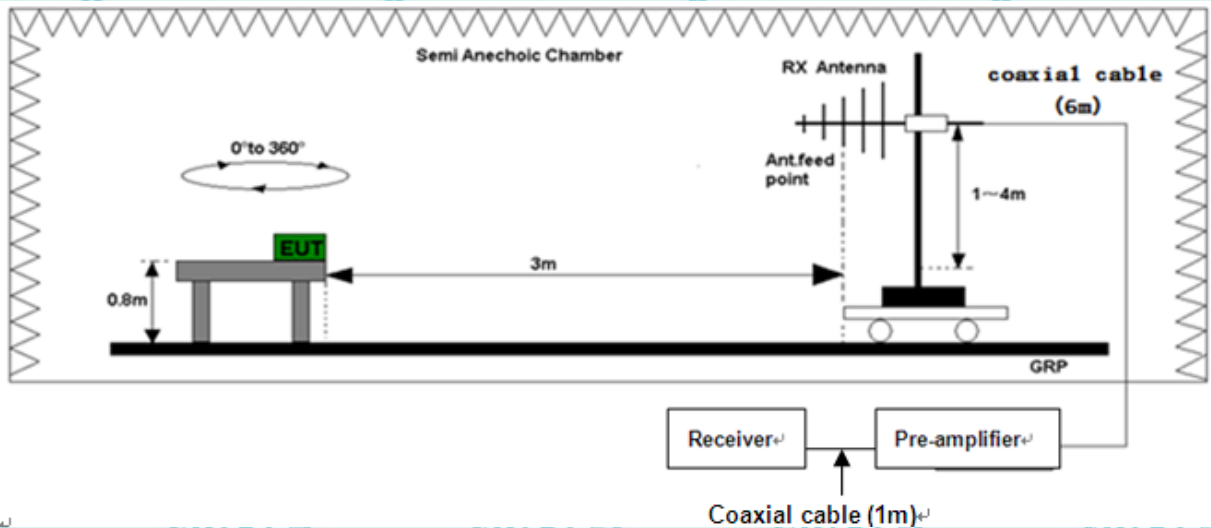 Semi Anechoic Chamber
RX Antenna
coaxial cable
(6m)
0°to 360°
Ant.feed
point
1～4m
EUT
3m
0.8m
GRP
Receiver↵
Pre-amplifier↵
Coaxial cable (1m)↵
↵